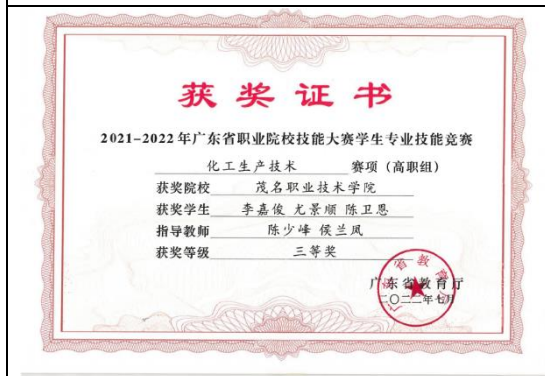 获奖证书
2021-2022年广东省职业院校技能大赛学生专业技能竞赛
化工生产技术 赛项（高职组）
获奖院校 茂名职业技术学院
获奖学生 李嘉俊 尤景顺 陈卫恩
指导教师 陈少峰 侯兰凤
获奖等级 三等奖
广东省教育厅
二〇二二年七月